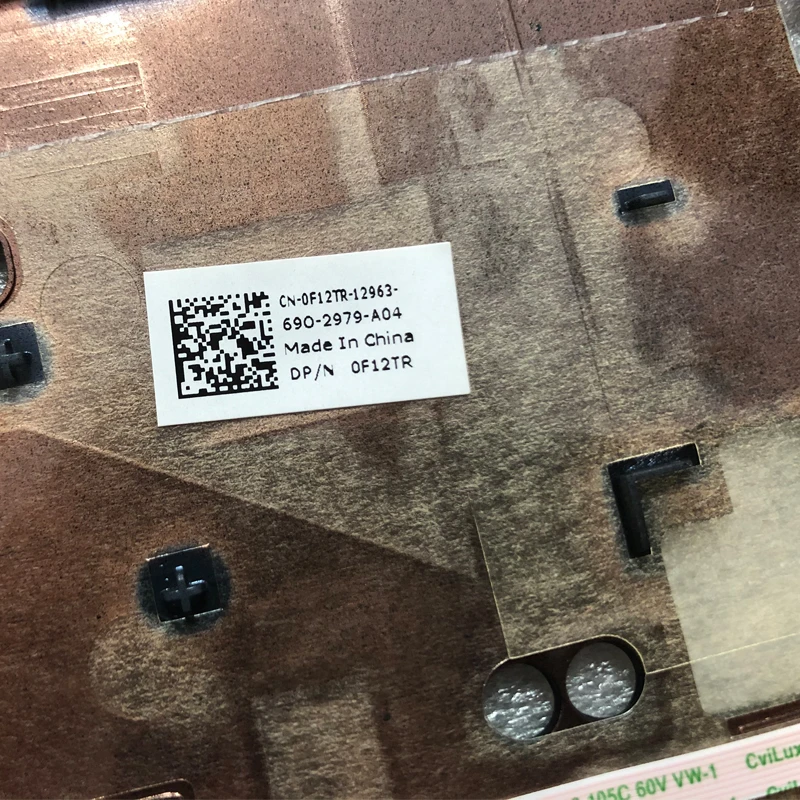 CN-0F12TR-12963-
690-2979-A04
Made In China
DP/N 0F12TR
105C 60V VW-1 CviLux